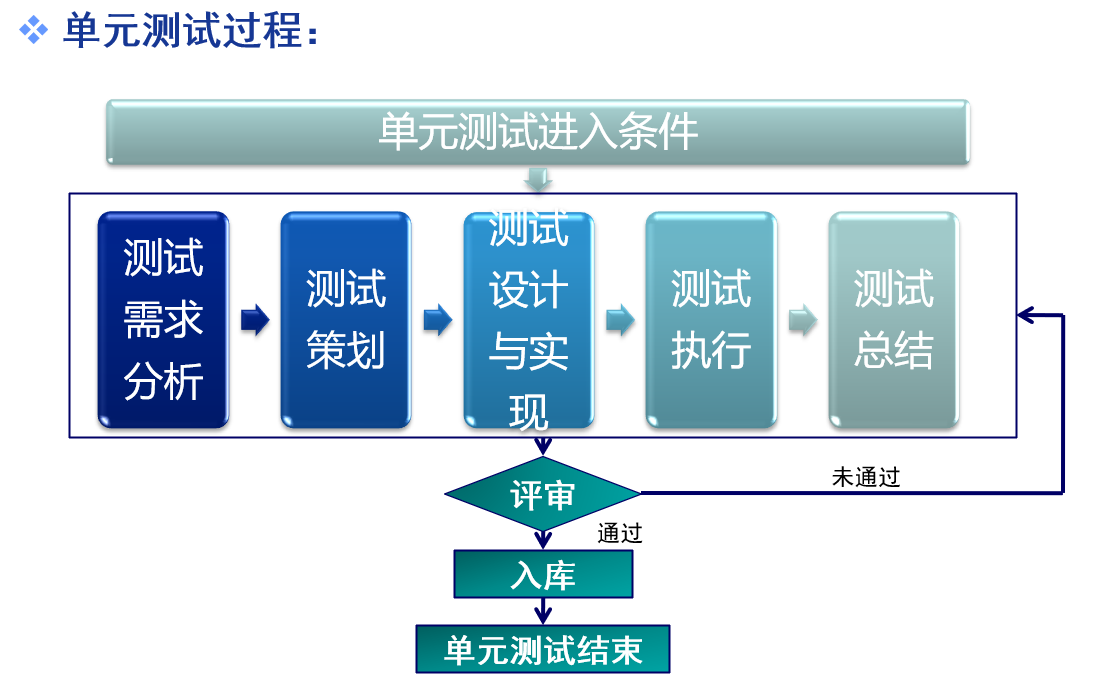 单元测试过程:
单元测试进入条件
测试
需求
分析
测试
策划
测试
设计
与实
现
测试
执行
测试
总结
评审
未通过
通过
入库
单元测试结束